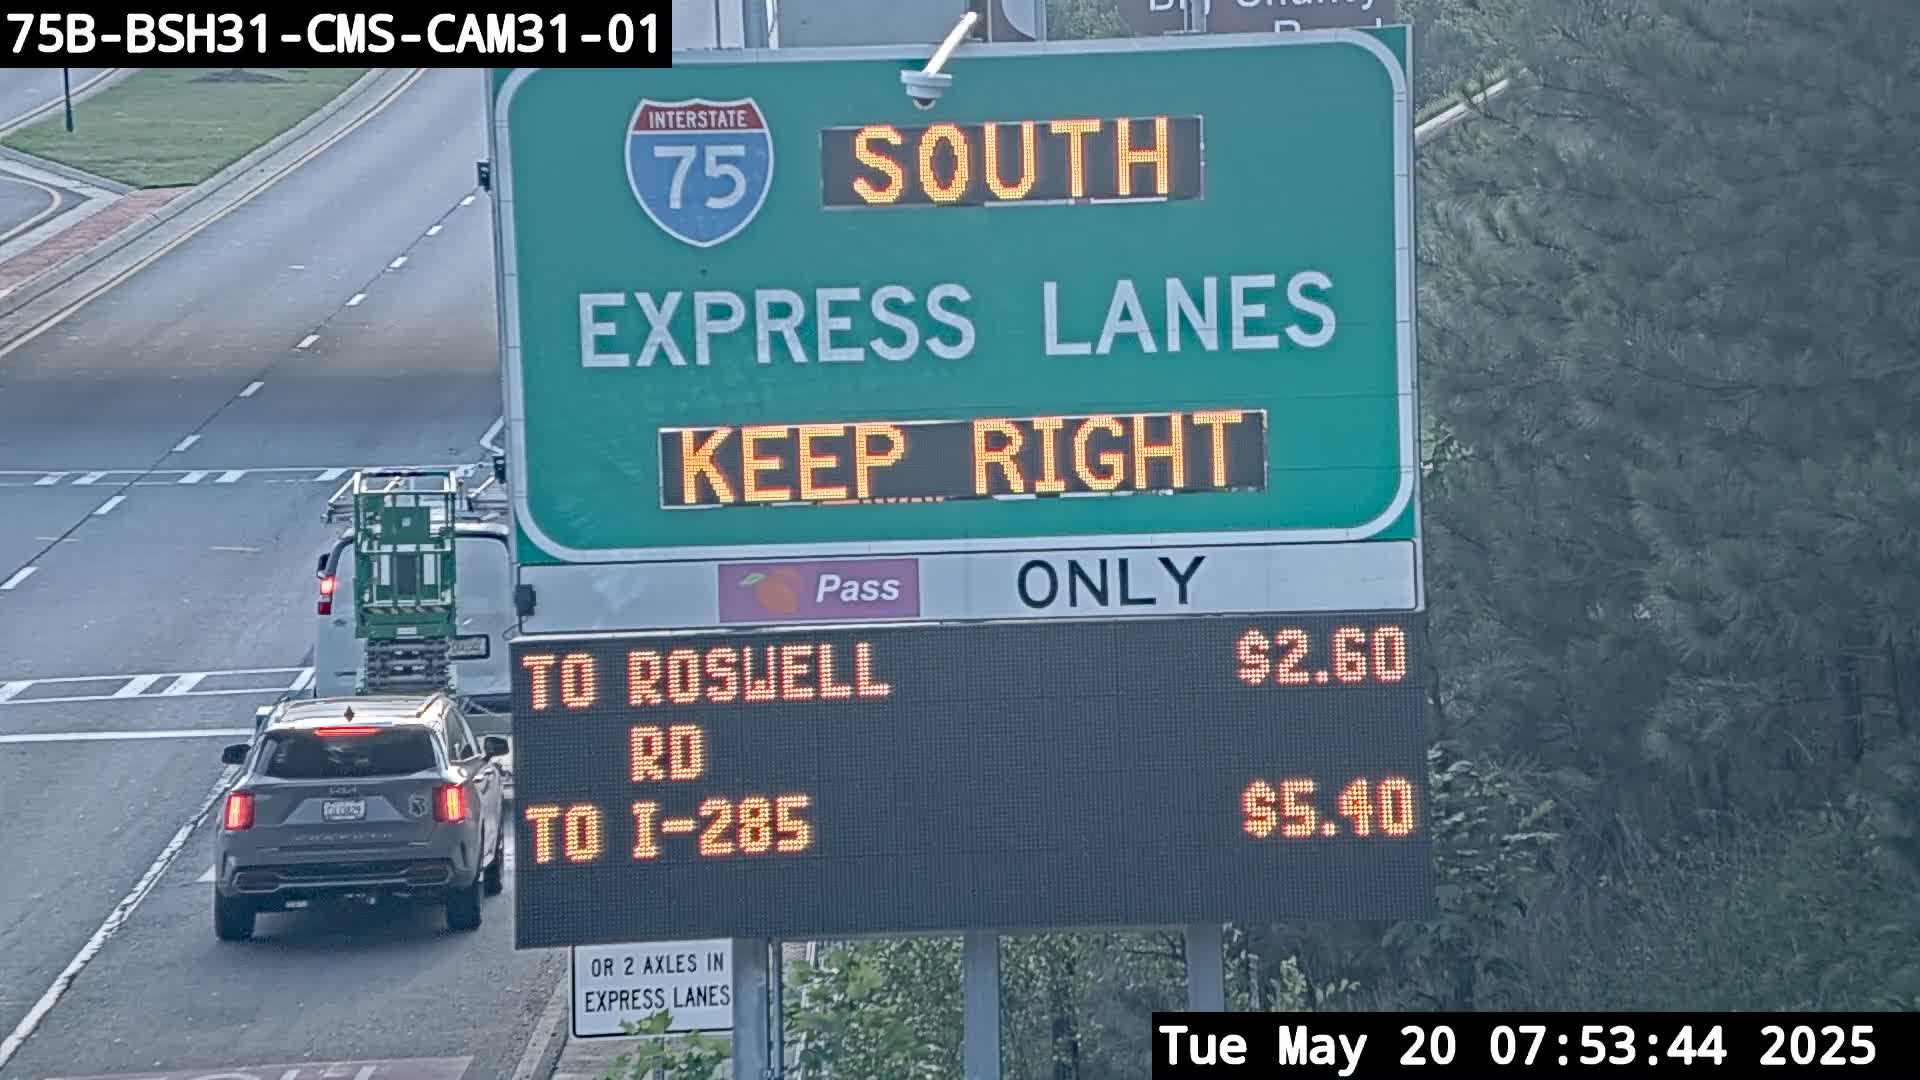 75B-BSH31-CMS-CAM31-01
INTERSTATE
75
SOUTH
EXPRESS LANES
KEEP RIGHT
Pass ONLY
TO ROSWELL $2.60
RD
TO I-285 $5.40
OR 2 AXLES IN
EXPRESS LANES
Tue May 20 07:53:44 2025